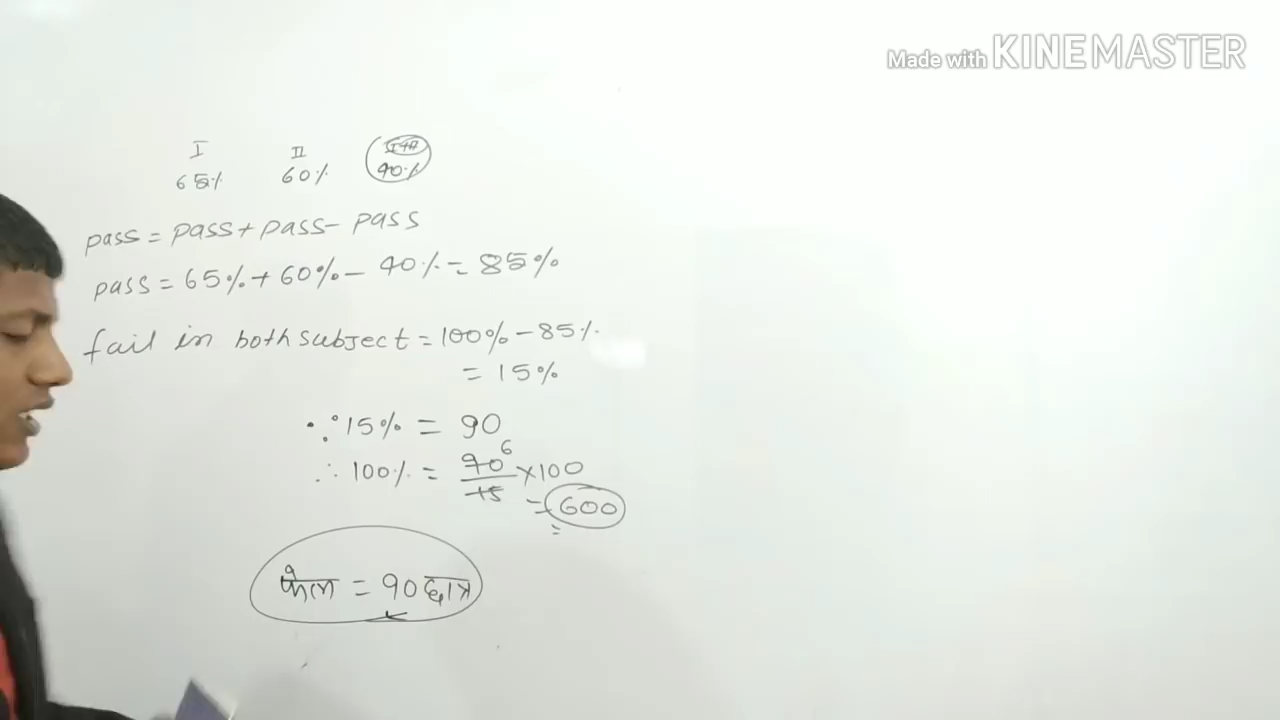 Made with KINEMASTER
I II I+II
65% 60% 40%
pass = pass + pass - pass
pass = 65% + 60% - 40% = 85%
fail in both subject = 100% - 85%
= 15%
∵ 15% = 90
∴ 100% = 90/15 6 × 100
= 600
=
फेल = 90 छात्र